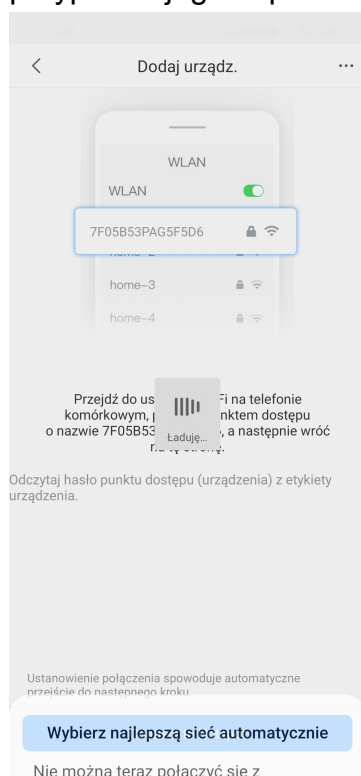 Dodaj urządz.
WLAN
WLAN
7F05B53PAG5F5D6
home-3
home-4
Przejdź do us Fi na telefonie
komórkowym, nktem dostępu
o nazwie 7F05B53 , a następnie wróć
Ładuję...
Odczytaj hasło punktu dostępu (urządzenia) z etykiety
urządzenia.
Ustanowienie połączenia spowoduje automatyczne
przejście do następnego kroku
Wybierz najlepszą sieć automatycznie
Nie można teraz połączyć się z